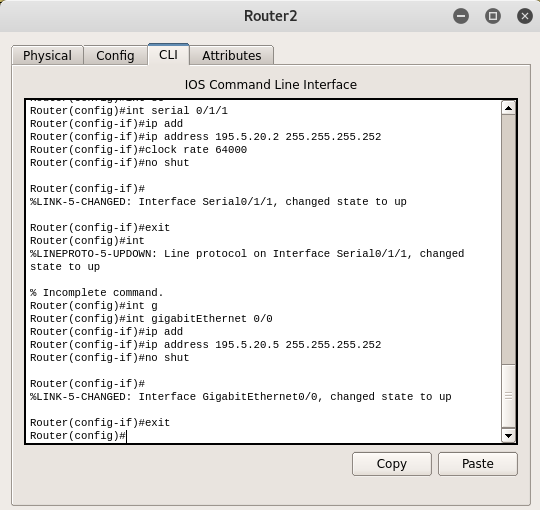 Router2
Physical
Config
CLI
Attributes
IOS Command Line Interface
Router(config)#int serial 0/1/1
Router(config-if)#ip add
Router(config-if)#ip address 195.5.20.2 255.255.255.252
Router(config-if)#clock rate 64000
Router(config-if)#no shut
Router(config-if)#
%LINK-5-CHANGED: Interface Serial0/1/1, changed state to up
Router(config-if)#exit
Router(config)#int
%LINEPROTO-5-UPDOWN: Line protocol on Interface Serial0/1/1, changed
state to up
% Incomplete command.
Router(config)#int g
Router(config)#int gigabitEthernet 0/0
Router(config-if)#ip add
Router(config-if)#ip address 195.5.20.5 255.255.255.252
Router(config-if)#no shut
Router(config-if)#
%LINK-5-CHANGED: Interface GigabitEthernet0/0, changed state to up
Router(config-if)#exit
Router(config)#
Copy
Paste